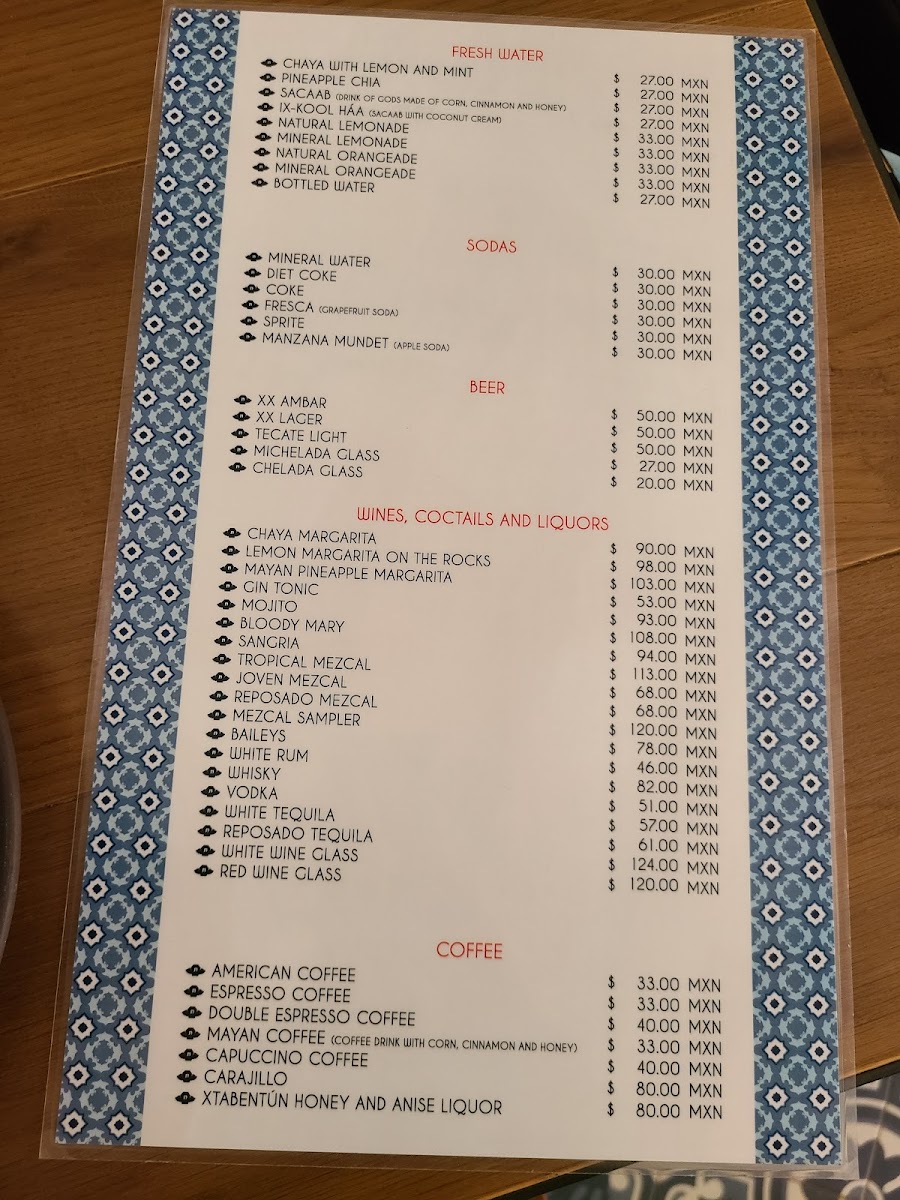 FRESH WATER
CHAYA WITH LEMON AND MINT $ 27.00 MXN
PINEAPPLE CHIA $ 27.00 MXN
SACAAB (DRINK OF GODS MADE OF CORN, CINNAMON AND HONEY) $ 27.00 MXN
IX-KOOL HÁA (SACAAB WITH COCONUT CREAM) $ 27.00 MXN
NATURAL LEMONADE $ 33.00 MXN
MINERAL LEMONADE $ 33.00 MXN
NATURAL ORANGEADE $ 33.00 MXN
MINERAL ORANGEADE $ 33.00 MXN
BOTTLED WATER $ 27.00 MXN
SODAS
MINERAL WATER $ 30.00 MXN
DIET COKE $ 30.00 MXN
COKE $ 30.00 MXN
FRESCA (GRAPEFRUIT SODA) $ 30.00 MXN
SPRITE $ 30.00 MXN
MANZANA MUNDET (APPLE SODA) $ 30.00 MXN
BEER
XX AMBAR $ 50.00 MXN
XX LAGER $ 50.00 MXN
TECATE LIGHT $ 50.00 MXN
MICHELADA GLASS $ 27.00 MXN
CHELADA GLASS $ 20.00 MXN
WINES, COCTAILS AND LIQUORS
CHAYA MARGARITA $ 90.00 MXN
LEMON MARGARITA ON THE ROCKS $ 98.00 MXN
MAYAN PINEAPPLE MARGARITA $ 103.00 MXN
GIN TONIC $ 53.00 MXN
MOJITO $ 93.00 MXN
BLOODY MARY $ 108.00 MXN
SANGRIA $ 94.00 MXN
TROPICAL MEZCAL $ 113.00 MXN
JOVEN MEZCAL $ 68.00 MXN
REPOSADO MEZCAL $ 68.00 MXN
MEZCAL SAMPLER $ 120.00 MXN
BAILEYS $ 78.00 MXN
WHITE RUM $ 46.00 MXN
WHISKY $ 82.00 MXN
VODKA $ 51.00 MXN
WHITE TEQUILA $ 57.00 MXN
REPOSADO TEQUILA $ 61.00 MXN
WHITE WINE GLASS $ 124.00 MXN
RED WINE GLASS $ 120.00 MXN
COFFEE
AMERICAN COFFEE $ 33.00 MXN
ESPRESSO COFFEE $ 33.00 MXN
DOUBLE ESPRESSO COFFEE $ 40.00 MXN
MAYAN COFFEE (COFFEE DRINK WITH CORN, CINNAMON AND HONEY) $ 33.00 MXN
CAPUCCINO COFFEE $ 40.00 MXN
CARAJILLO $ 80.00 MXN
XTABENTÚN HONEY AND ANISE LIQUOR $ 80.00 MXN